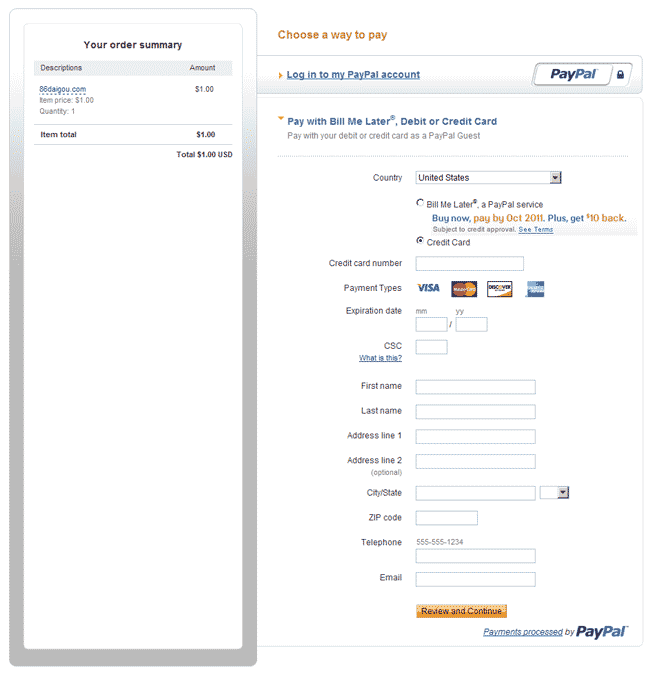 Your order summary
Descriptions Amount
86daigou.com $1.00
Item price: $1.00
Quantity: 1
Item total $1.00
Total $1.00 USD
Choose a way to pay
Log in to my PayPal account
PayPal
Pay with Bill Me Later®, Debit or Credit Card
Pay with your debit or credit card as a PayPal Guest
Country United States
Bill Me Later®, a PayPal service
Buy now, pay by Oct 2011. Plus, get $10 back.
Subject to credit approval. See Terms
Credit Card
Credit card number
Payment Types VISA MasterCard DISCOVER
Expiration date mm yy
/
CSC
What is this?
First name
Last name
Address line 1
Address line 2
(optional)
City/State
ZIP code
Telephone 555-555-1234
Email
Review and Continue
Payments processed by PayPal